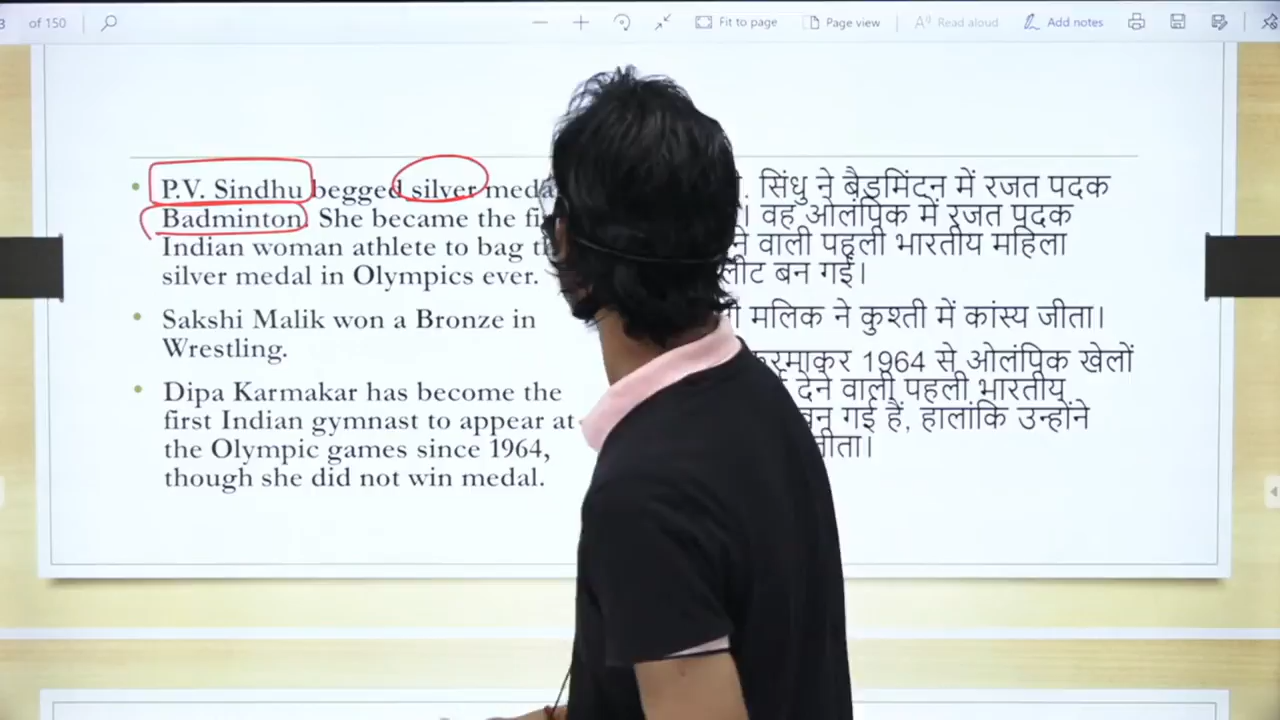 of 150
Fit to page
Page view
Read aloud
Add notes
P.V. Sindhu begged silver
Badminton. She became the
Indian woman athlete to bag
silver medal in Olympics ever.
Sakshi Malik won a Bronze in
Wrestling.
Dipa Karmakar has become the
first Indian gymnast to appear at
the Olympic games since 1964,
though she did not win medal.
सिंधु ने बैडमिंटन में रजत पदक
। वह ओलंपिक में रजत पदक
वाली पहली भारतीय महिला
बन गई।
मलिक ने कुश्ती में कांस्य जीता।
1964 से ओलंपिक खेलों
देने वाली पहली भारतीय
बन गई हैं, हालांकि उन्होंने